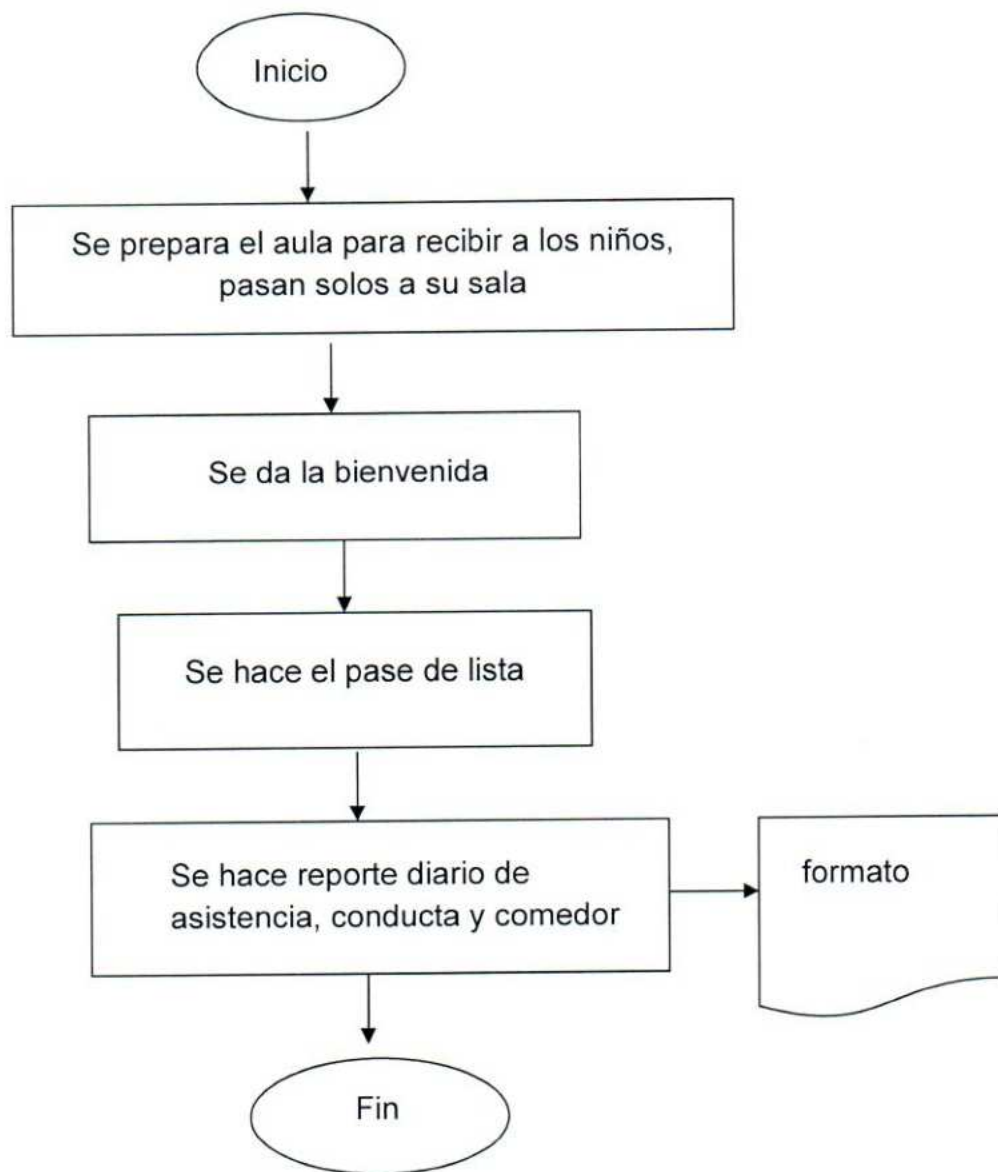 Inicio
Se prepara el aula para recibir a los niños,
pasan solos a su sala
Se da la bienvenida
Se hace el pase de lista
Se hace reporte diario de
asistencia, conducta y comedor
formato
Fin